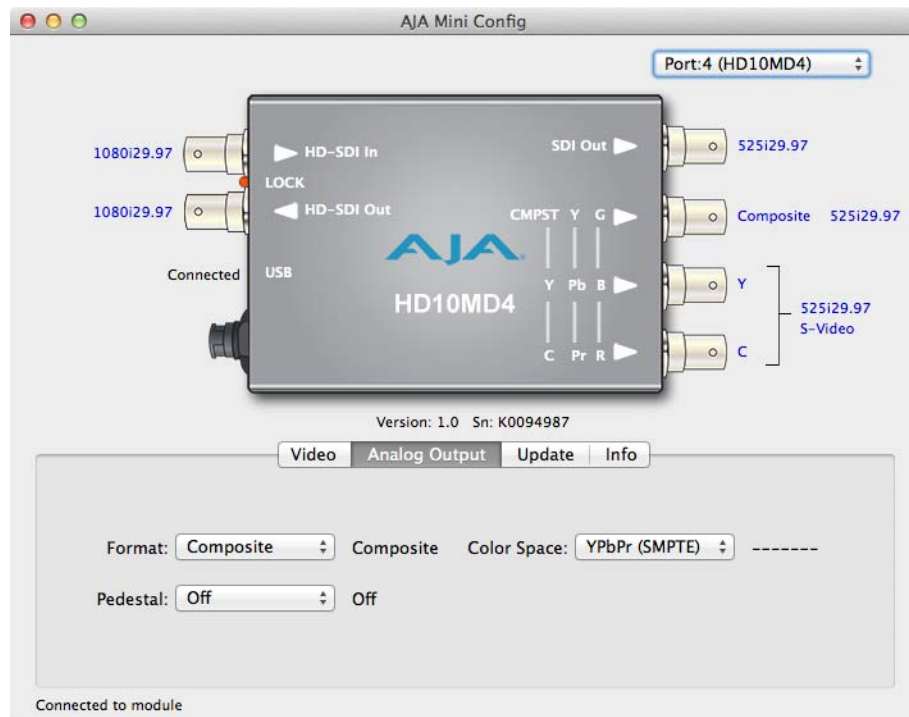 AJA Mini Config
Port:4 (HD10MD4)
1080i29.97
HD-SDI In
SDI Out
525i29.97
LOCK
1080i29.97
HD-SDI Out
CMPST Y G
Composite 525i29.97
Connected
USB
AJA
HD10MD4
Y Pb B
Y
525i29.97
S-Video
C Pr R
C
Version: 1.0 Sn: K0094987
Video Analog Output Update Info
Format: Composite Composite Color Space: YPbPr (SMPTE) -------
Pedestal: Off Off
Connected to module